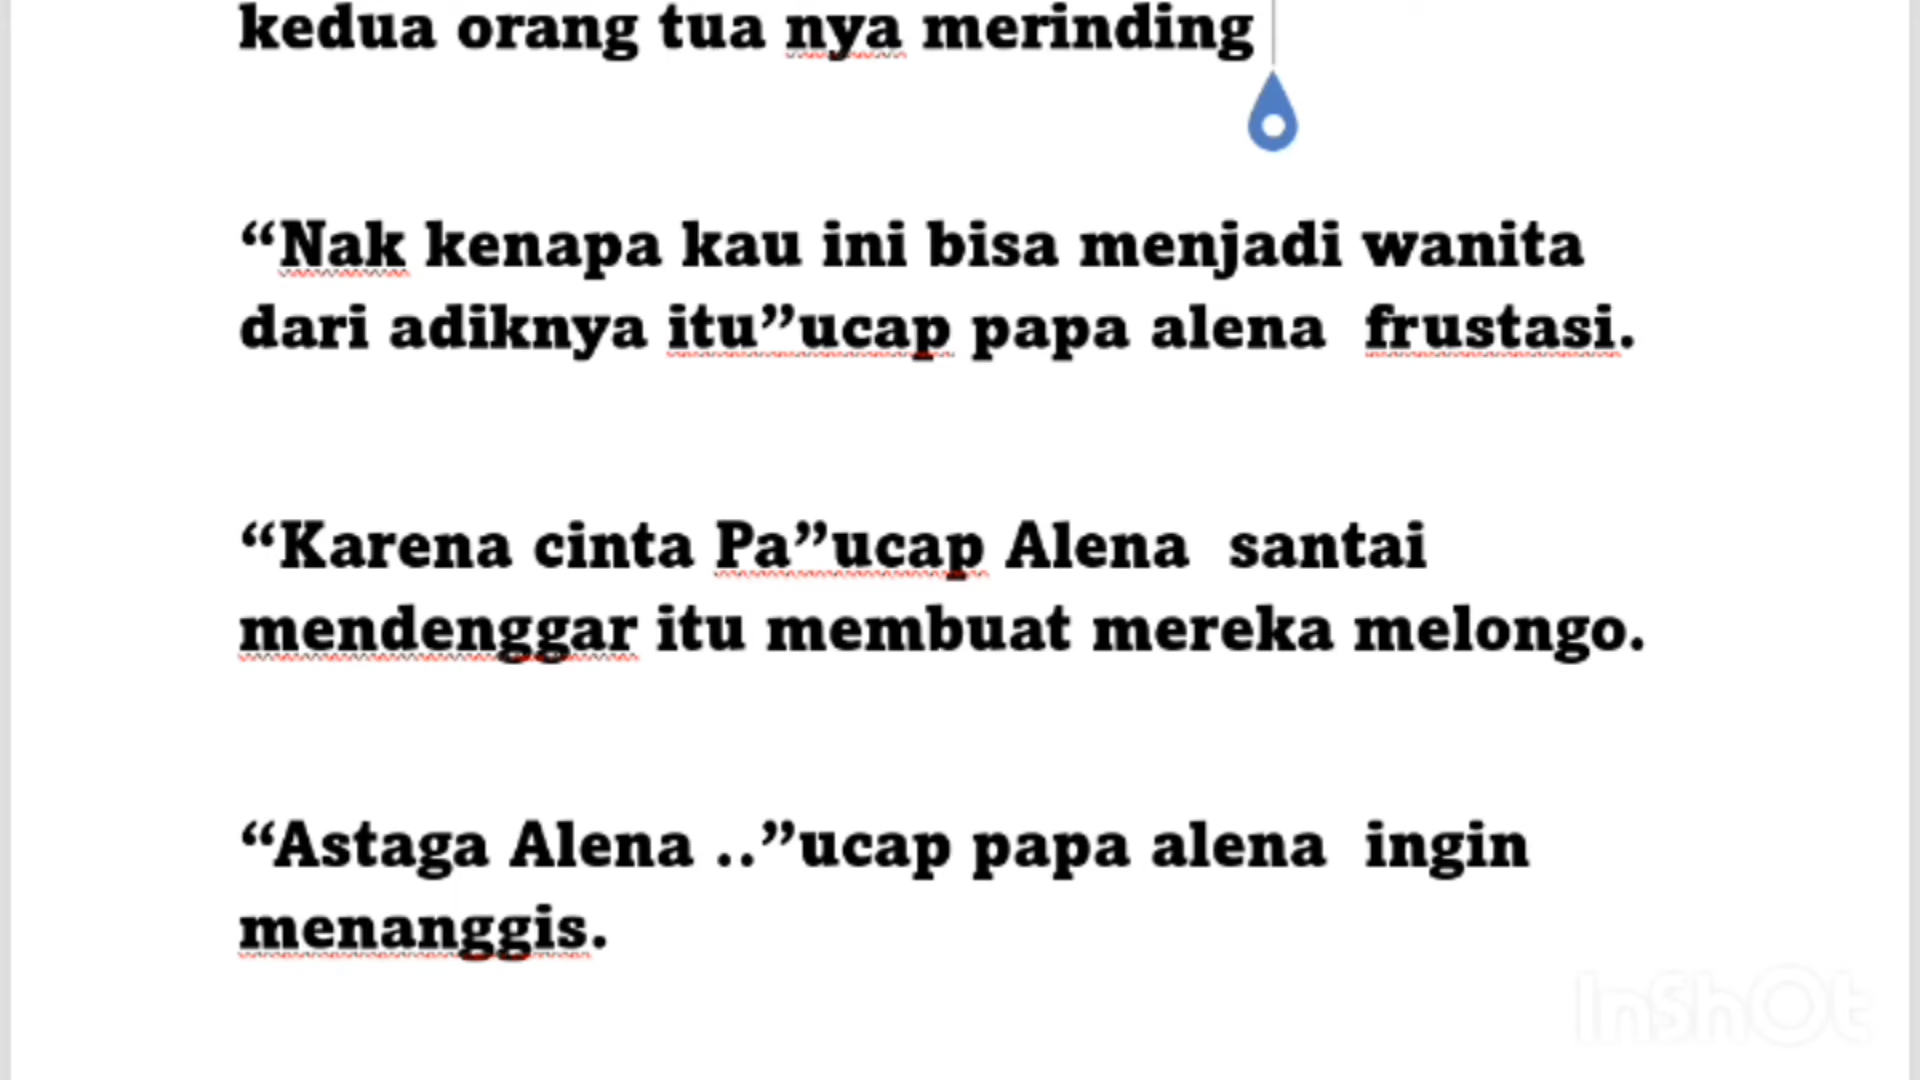 kedua orang tua nya merinding
“Nak kenapa kau ini bisa menjadi wanita
dari adiknya itu”ucap papa alena  frustasi.
“Karena cinta Pa”ucap Alena  santai
mendenggar itu membuat mereka melongo.
“Astaga Alena ..”ucap papa alena  ingin
menanggis.
InShOt